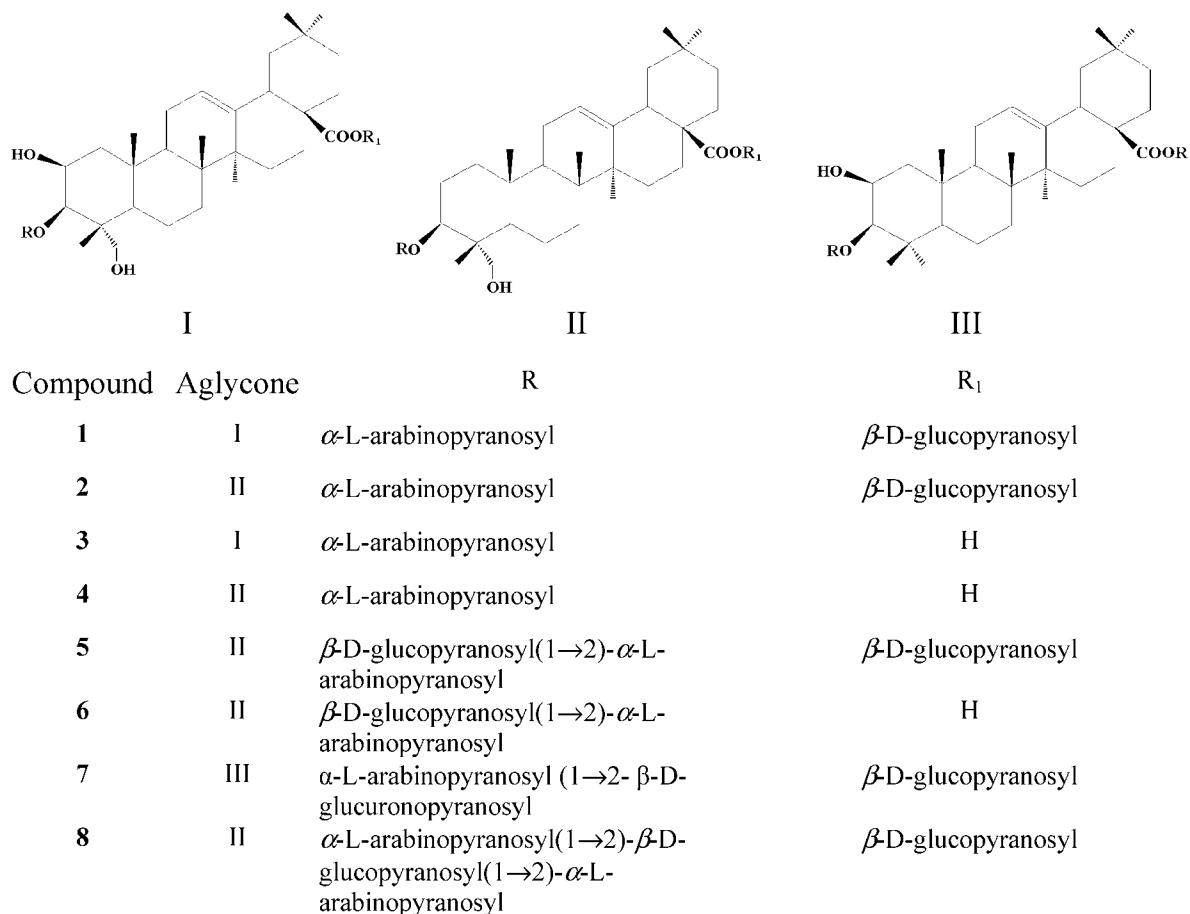 HO
RO
OH
COOR₁
I
RO
OH
COOR₁
II
HO
RO
COOR
III
Compound Aglycone R R₁
1 I α-L-arabinopyranosyl β-D-glucopyranosyl
2 II α-L-arabinopyranosyl β-D-glucopyranosyl
3 I α-L-arabinopyranosyl H
4 II α-L-arabinopyranosyl H
5 II β-D-glucopyranosyl(1→2)-α-L- β-D-glucopyranosyl
arabinopyranosyl
6 II β-D-glucopyranosyl(1→2)-α-L- H
arabinopyranosyl
7 III α-L-arabinopyranosyl (1→2- β-D- β-D-glucopyranosyl
glucuronopyranosyl
8 II α-L-arabinopyranosyl(1→2)-β-D- β-D-glucopyranosyl
glucopyranosyl(1→2)-α-L-
arabinopyranosyl